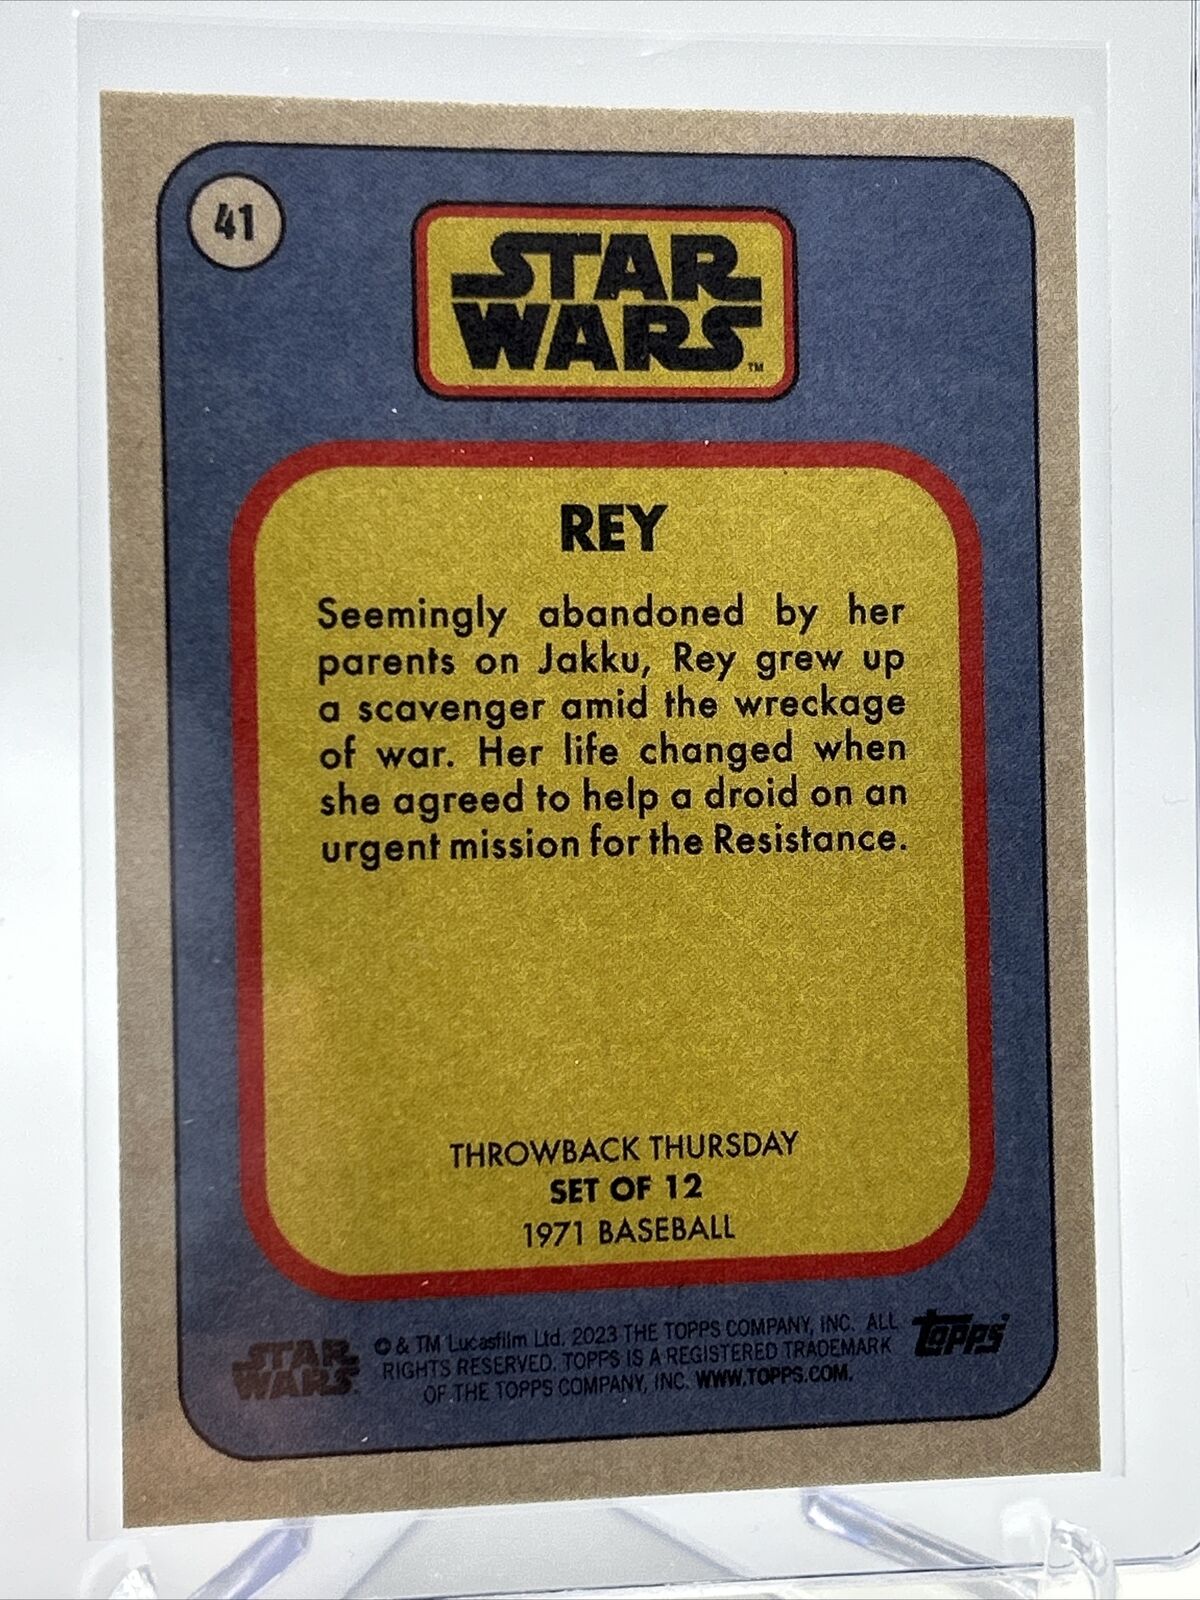 41
STAR
WARS™
REY
Seemingly abandoned by her
parents on Jakku, Rey grew up
a scavenger amid the wreckage
of war. Her life changed when
she agreed to help a droid on an
urgent mission for the Resistance.
THROWBACK THURSDAY
SET OF 12
1971 BASEBALL
STAR
WARS
© & TM Lucasfilm Ltd. 2023 THE TOPPS COMPANY, INC. ALL
RIGHTS RESERVED. TOPPS IS A REGISTERED TRADEMARK
OF THE TOPPS COMPANY, INC. WWW.TOPPS.COM.
TOPPS®